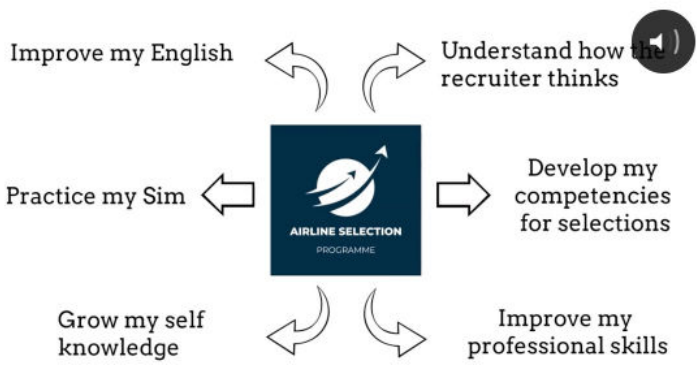 Improve my English
Understand how the
recruiter thinks
Practice my Sim
AIRLINE SELECTION
PROGRAMME
Develop my
competencies
for selections
Grow my self
knowledge
Improve my
professional skills